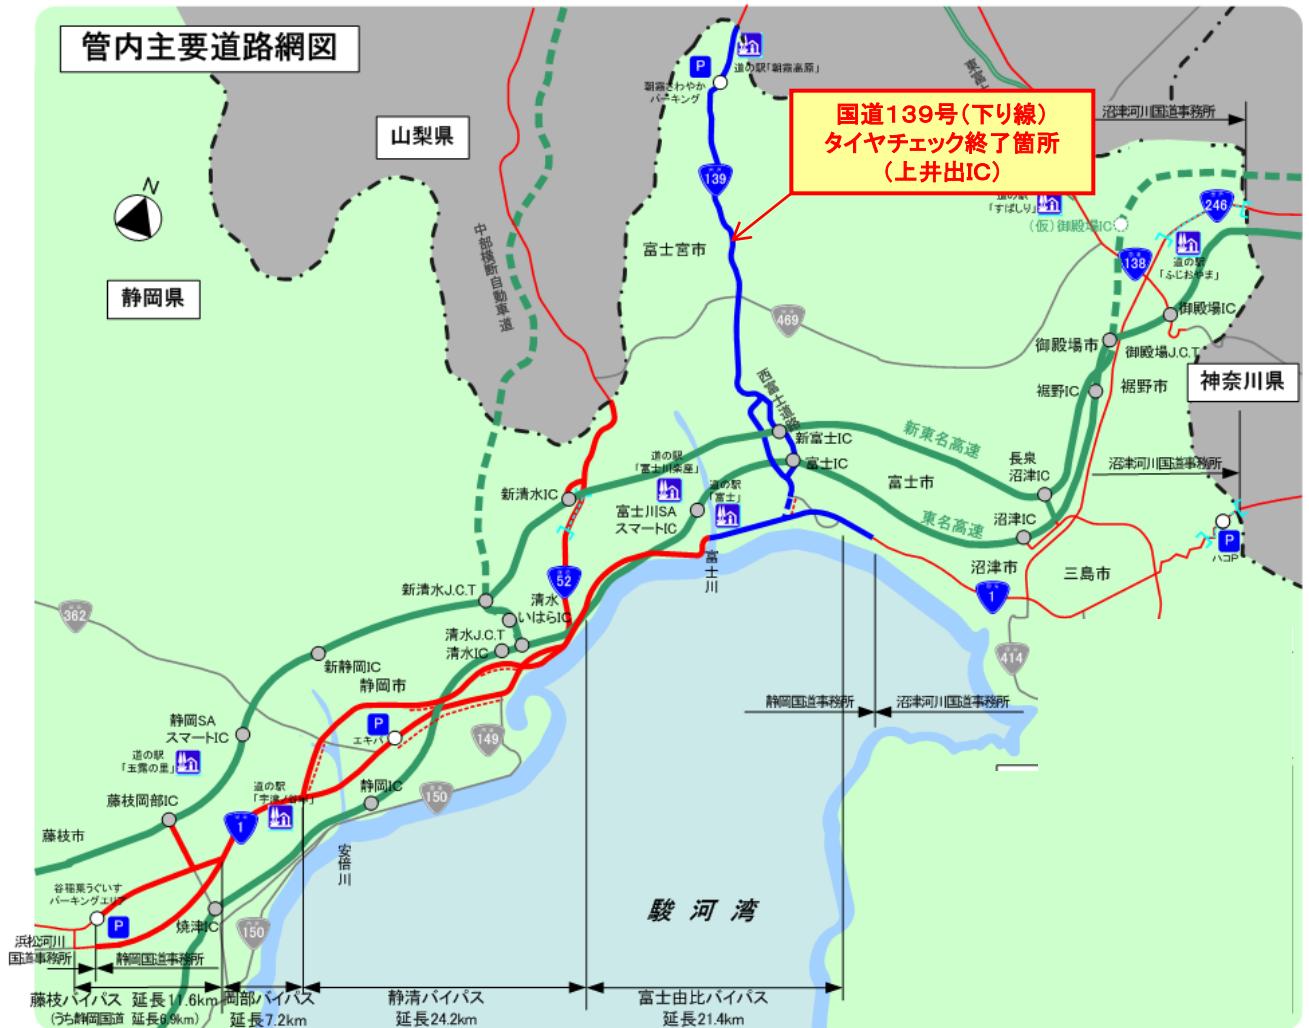 管内主要道路網図
山梨県
静岡県
神奈川県
N
P
朝霧さわやか
パーキング
道の駅「朝霧高原」
国道139号(下り線)
タイヤチェック終了箇所
(上井出IC)
沼津河川国道事務所
139
富士宮市
中部横断自動車道
道の駅
「すばしり」
(仮)御殿場IC
246
138
道の駅
「ふじおやま」
御殿場IC
御殿場市
御殿場J.C.T
裾野IC
裾野市
469
西富士道路
新富士IC
新東名高速
富士IC
富士市
東名高速
長泉
沼津IC
沼津IC
沼津河川国道事務所
P
ハコP
沼津市
三島市
1
414
道の駅
「富士川楽座」
道の駅
「富士」
富士川SA
スマートIC
富士川
新清水IC
52
新清水J.C.T
清水
いはらIC
清水J.C.T
清水IC
362
新静岡IC
静岡市
静岡SA
スマートIC
P
エキパ
149
道の駅
「玉露の里」
道の駅
「宇津ノ谷峠」
静岡IC
150
藤枝岡部IC
1
藤枝市
安倍川
谷稲葉うぐいす
パーキングエリア
P
焼津IC
150
静岡国道事務所
沼津河川国道事務所
駿河湾
浜松河川
国道事務所
静岡国道事務所
藤枝バイパス 延長11.6km
(うち静岡国道 延長6.9km)
岡部バイパス
延長7.2km
静清バイパス
延長24.2km
富士由比バイパス
延長21.4km